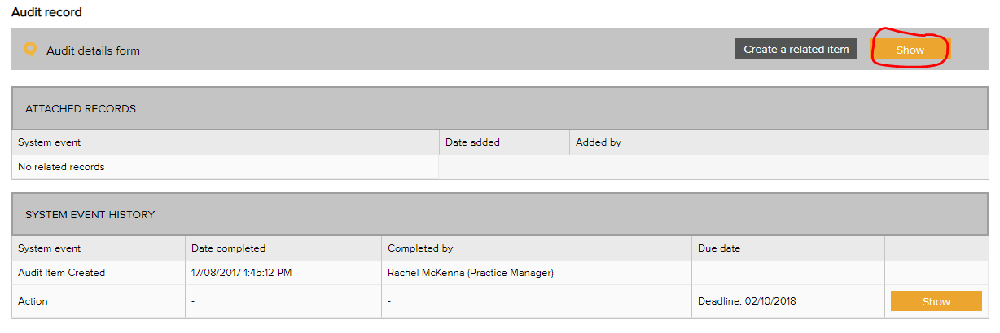 Audit record
Audit details form Create a related item Show
ATTACHED RECORDS
System event Date added Added by
No related records
SYSTEM EVENT HISTORY
System event Date completed Completed by Due date
Audit Item Created 17/08/2017 1:45:12 PM Rachel McKenna (Practice Manager)
Action - - Deadline: 02/10/2018 Show